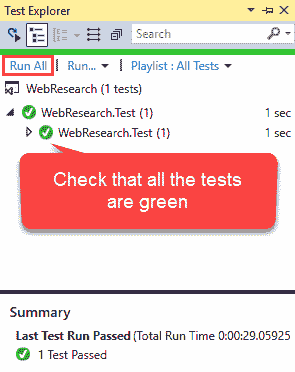 Test Explorer
Search
Run All | Run... | Playlist : All Tests
WebResearch (1 tests)
WebResearch.Test (1) 1 sec
WebResearch.Test (1) 1 sec
Check that all the tests
are green
Summary
Last Test Run Passed (Total Run Time 0:00:29.05925
1 Test Passed